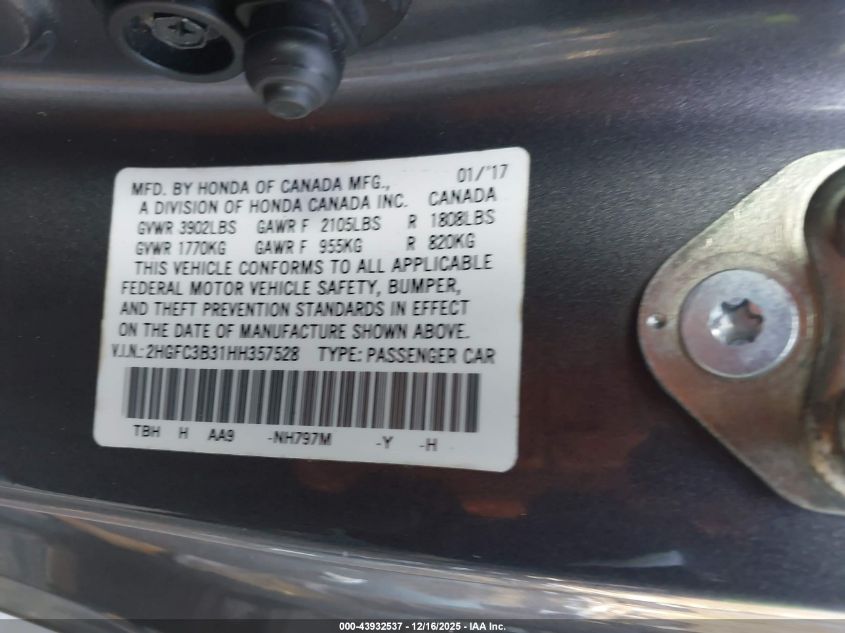 MFD. BY HONDA OF CANADA MFG., 01/'17
A DIVISION OF HONDA CANADA INC. CANADA
GVWR 3902LBS GAWR F 2105LBS R 1808LBS
GVWR 1770KG GAWR F 955KG R 820KG
THIS VEHICLE CONFORMS TO ALL APPLICABLE
FEDERAL MOTOR VEHICLE SAFETY, BUMPER,
AND THEFT PREVENTION STANDARDS IN EFFECT
ON THE DATE OF MANUFACTURE SHOWN ABOVE.
V.I.N.: 2HGFC3B31HH357528 TYPE: PASSENGER CAR
TBH H AA9 -NH797M -Y -H
000-43932537 - 12/16/2025 - IAA Inc.